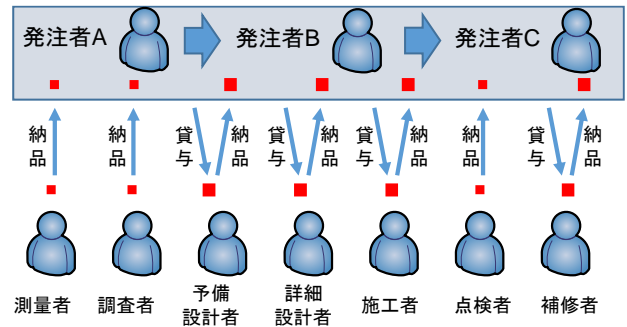 発注者A
発注者B
発注者C
納品
納品
貸与
納品
貸与
納品
貸与
納品
納品
貸与
納品
測量者
調査者
予備
設計者
詳細
設計者
施工者
点検者
補修者